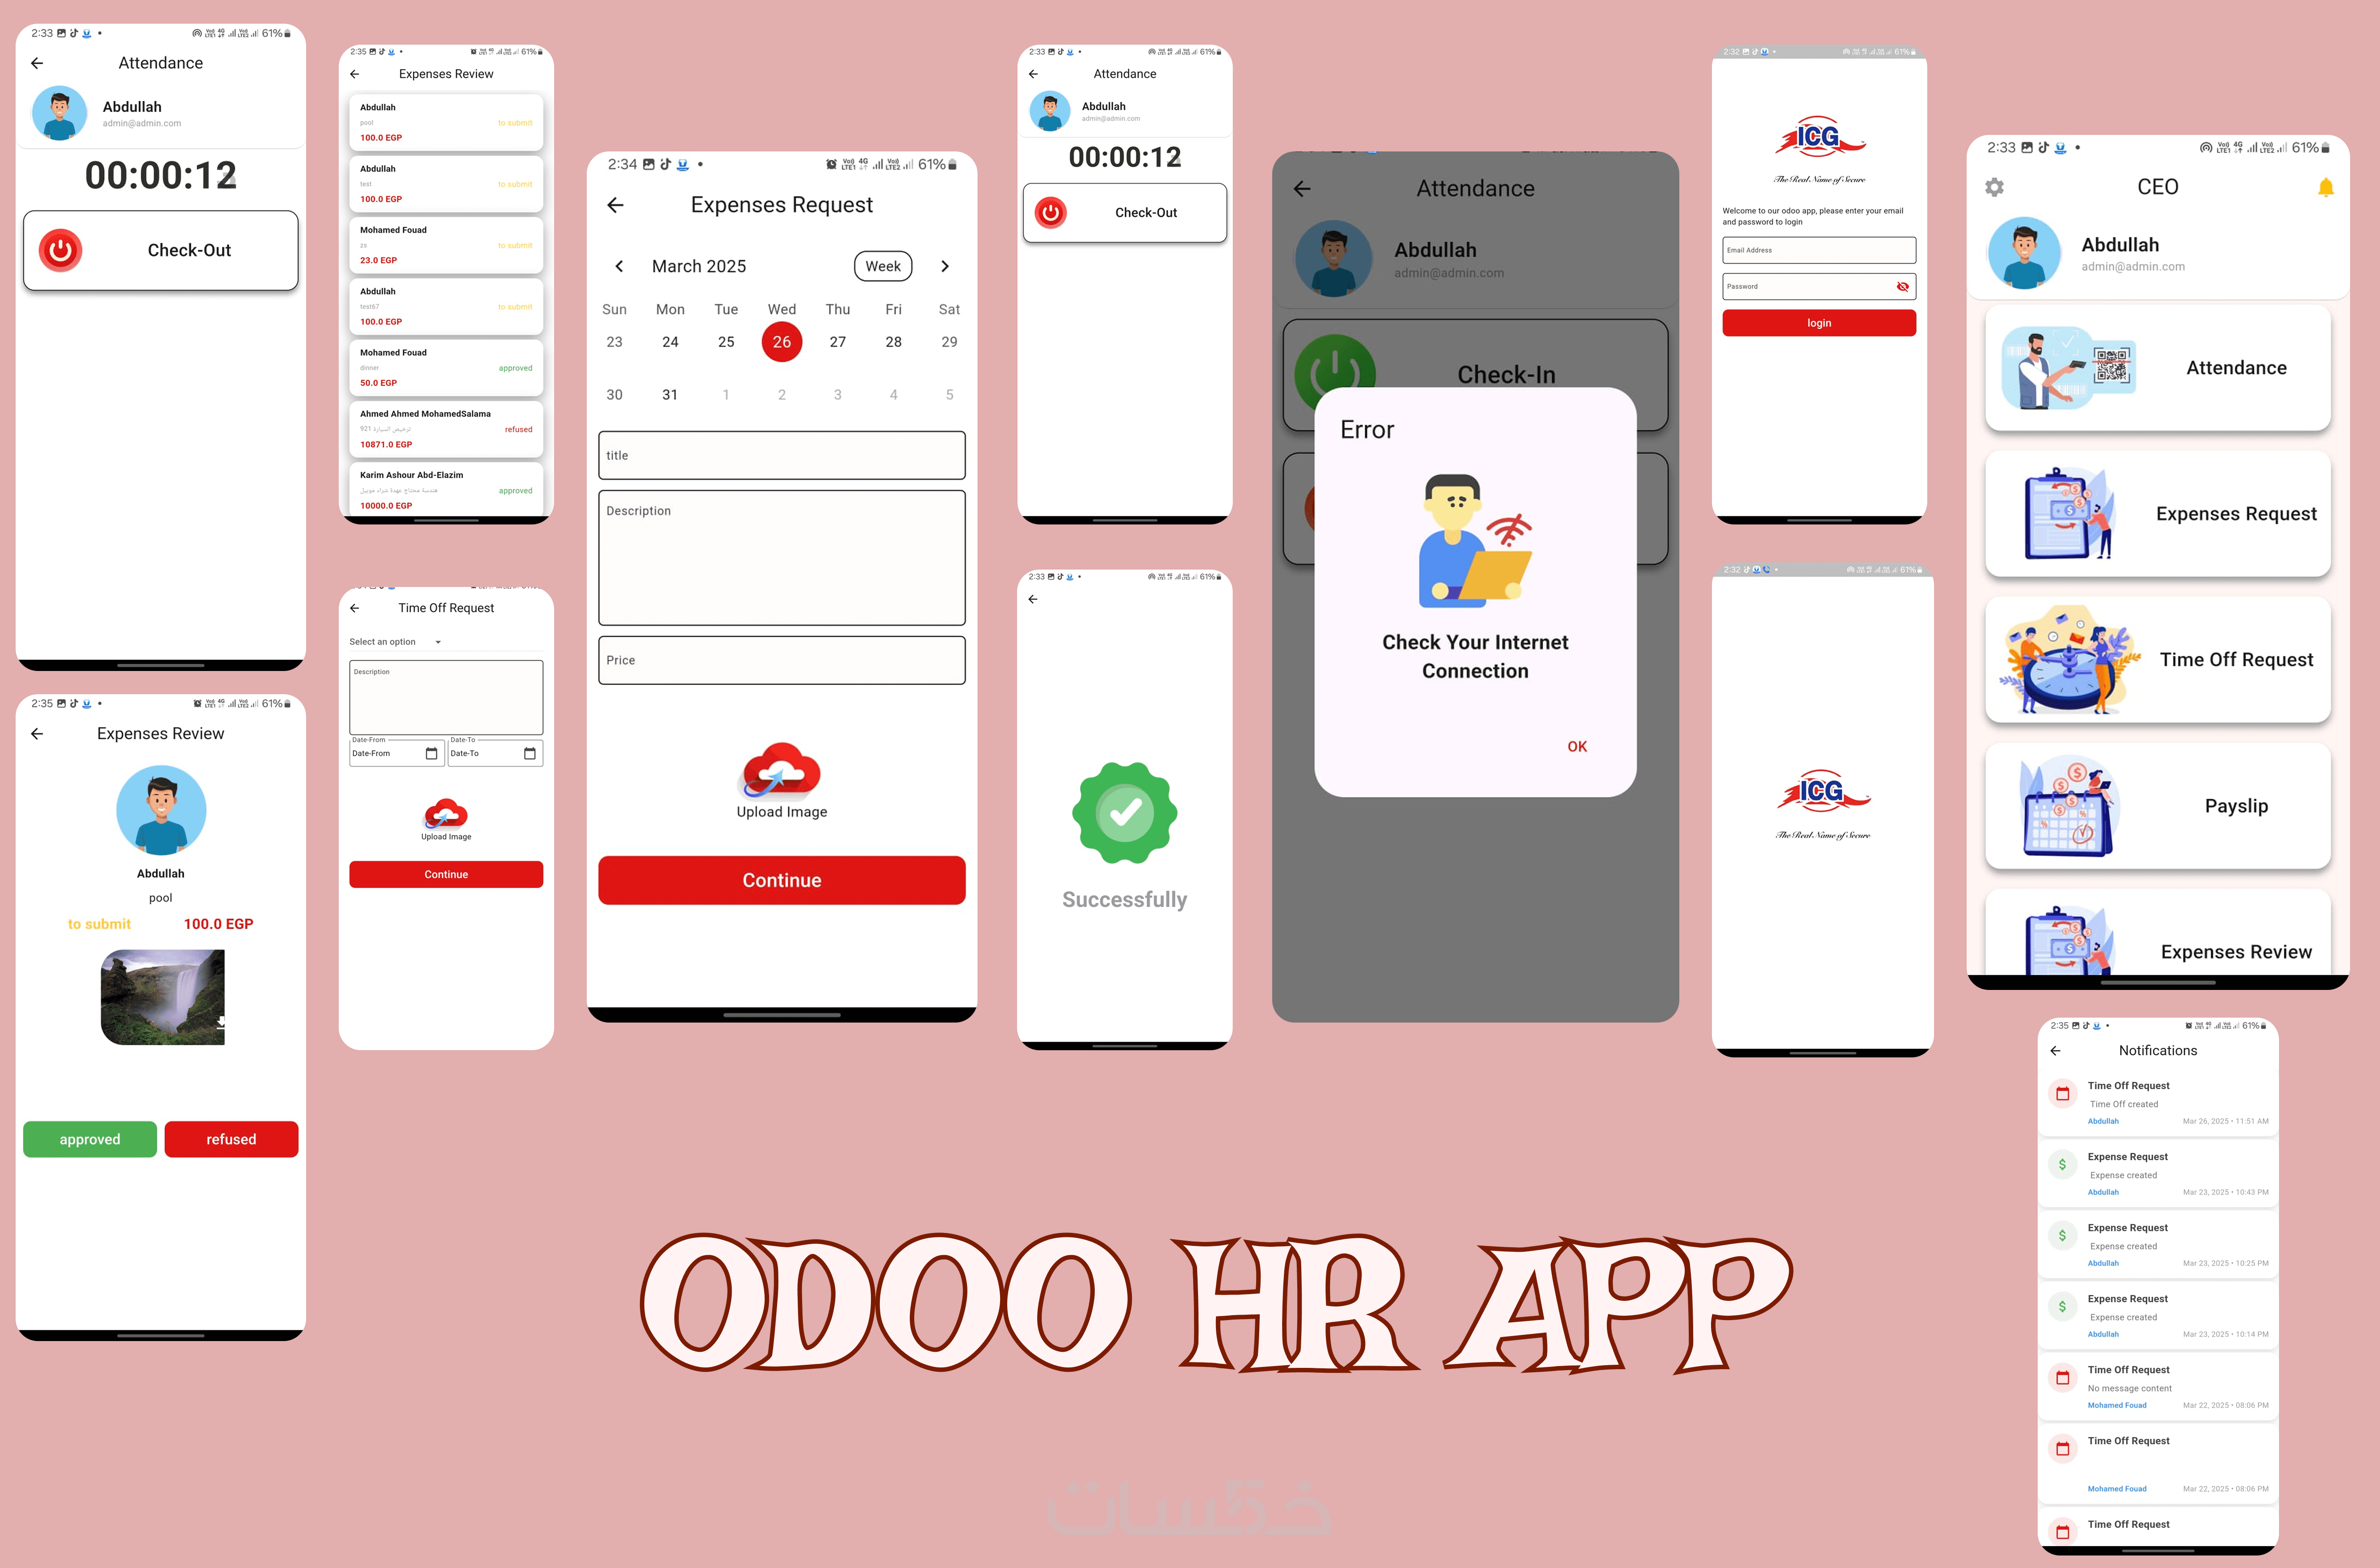 2:33
61%
Attendance
Abdullah
admin@admin.com
00:00:12
Check-Out
2:35
61%
Expenses Review
Abdullah
pool
to submit
100.0 EGP
approved
refused
2:35
61%
Expenses Review
Abdullah
pool
to submit
100.0 EGP
Abdullah
test
to submit
100.0 EGP
Mohamed Fouad
zs
to submit
23.0 EGP
Abdullah
test67
to submit
100.0 EGP
Mohamed Fouad
dinner
approved
50.0 EGP
Ahmed Ahmed MohamedSalama
ترخيص السيارة 921
refused
10871.0 EGP
Karim Ashour Abd-Elazim
هندسة محتاج عهدة شراء موبيل
approved
10000.0 EGP
Time Off Request
Select an option
Description
Date-From
Date-To
Date-From
Date-To
Upload Image
Continue
2:34
61%
Expenses Request
March 2025
Week
Sun Mon Tue Wed Thu Fri Sat
23 24 25 26 27 28 29
30 31 1 2 3 4 5
title
Description
Price
Upload Image
Continue
2:33
61%
Attendance
Abdullah
admin@admin.com
00:00:12
Check-Out
2:33
61%
Successfully
Attendance
Abdullah
admin@admin.com
Check-In
Error
Check Your Internet
Connection
OK
2:32
61%
ICG
The Real Name of Secure
Welcome to our odoo app, please enter your email
and password to login
Email Address
Password
login
2:32
61%
ICG
The Real Name of Secure
2:33
61%
CEO
Abdullah
admin@admin.com
Attendance
Expenses Request
Time Off Request
Payslip
Expenses Review
2:35
61%
Notifications
Time Off Request
Time Off created
Abdullah
Mar 26, 2025 • 11:51 AM
Expense Request
Expense created
Abdullah
Mar 23, 2025 • 10:43 PM
Expense Request
Expense created
Abdullah
Mar 23, 2025 • 10:25 PM
Expense Request
Expense created
Abdullah
Mar 23, 2025 • 10:14 PM
Time Off Request
No message content
Mohamed Fouad
Mar 22, 2025 • 08:06 PM
Time Off Request
Mohamed Fouad
Mar 22, 2025 • 08:06 PM
Time Off Request
ODOO HR APP
خمسات